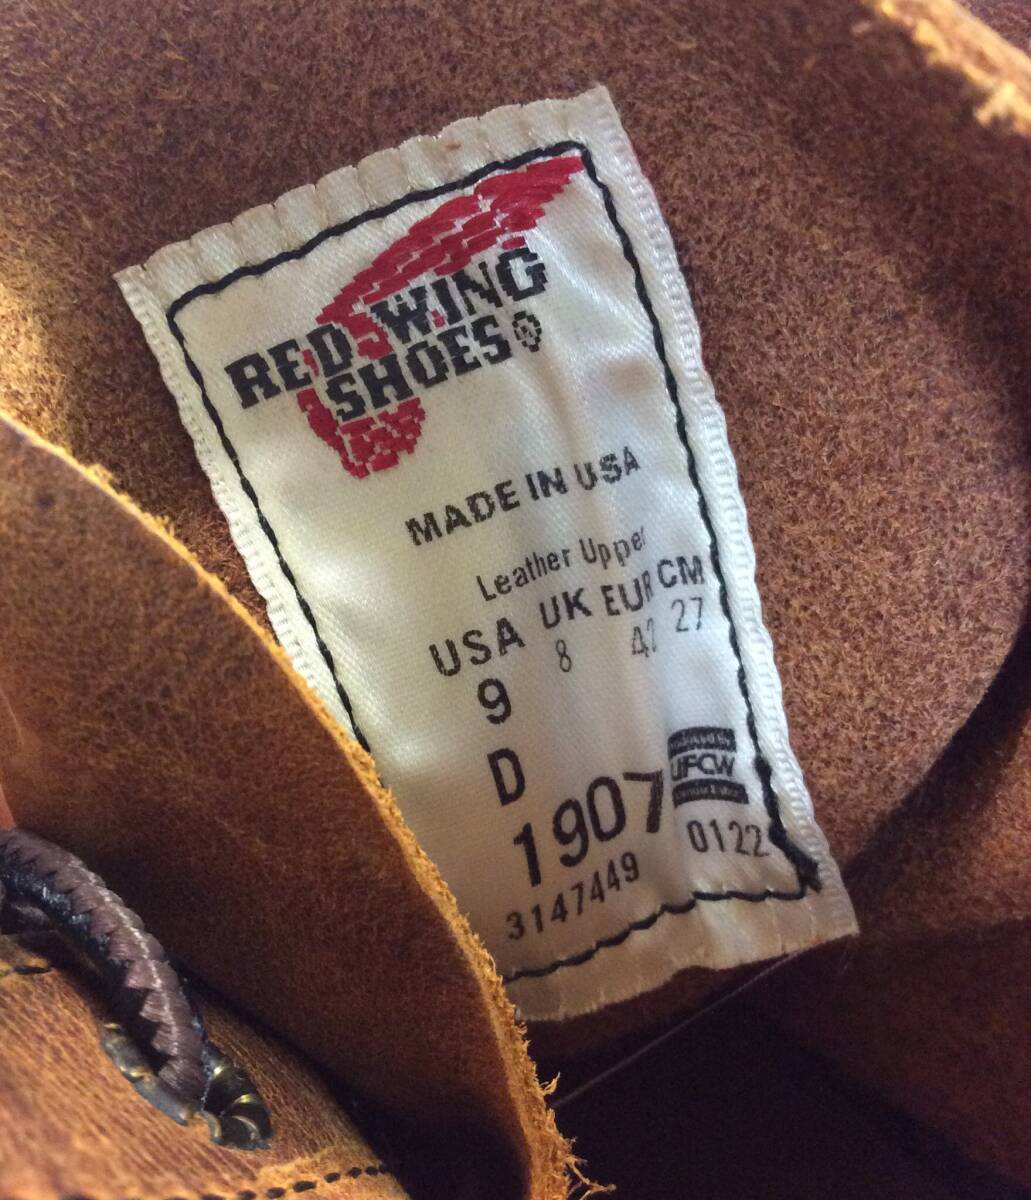 RED WING
SHOES ®
MADE IN USA
Leather Upper
USA UK EUR CM
9 8 42 27
D
UFCW
1907
0122
3147449